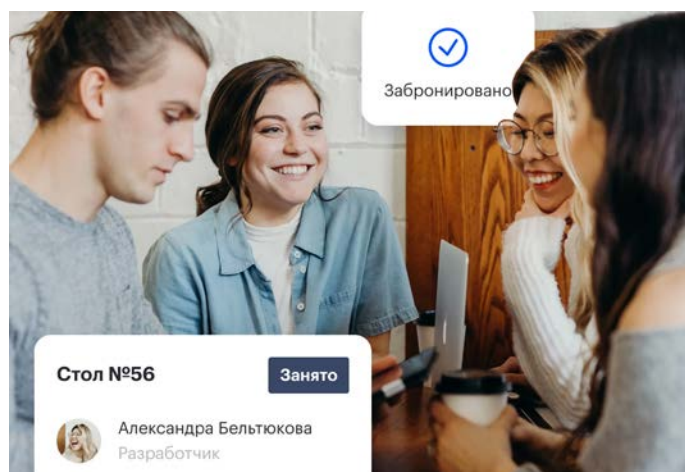 Забронировано
Стол №56
Занято
Александра Бельтюкова
Разработчик